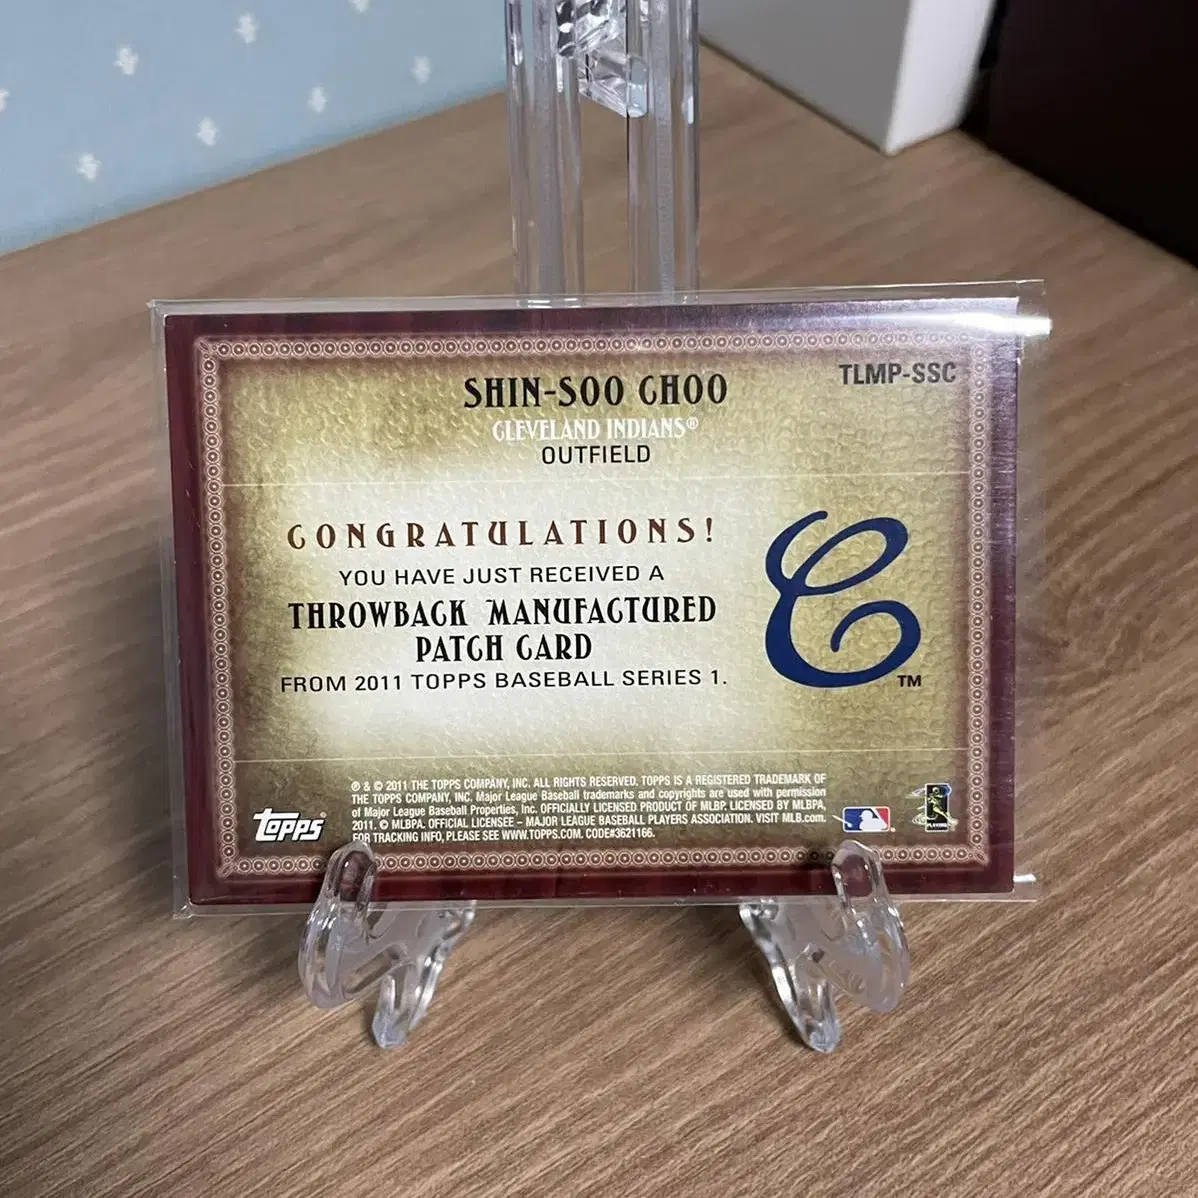 TLMP-SSC
SHIN-SOO CHOO
CLEVELAND INDIANS®
OUTFIELD
CONGRATULATIONS!
YOU HAVE JUST RECEIVED A
THROWBACK MANUFACTURED
PATCH CARD
FROM 2011 TOPPS BASEBALL SERIES 1.
C
TM
® & © 2011 THE TOPPS COMPANY, INC. ALL RIGHTS RESERVED. TOPPS IS A REGISTERED TRADEMARK OF
THE TOPPS COMPANY, INC. Major League Baseball trademarks and copyrights are used with permission
of Major League Baseball Properties, Inc. OFFICIALLY LICENSED PRODUCT OF MLBP. LICENSED BY MLBPA,
2011. © MLBPA. OFFICIAL LICENSEE – MAJOR LEAGUE BASEBALL PLAYERS ASSOCIATION. VISIT MLB.com.
FOR TRACKING INFO, PLEASE SEE WWW.TOPPS.COM. CODE#3621166.
TOPPS